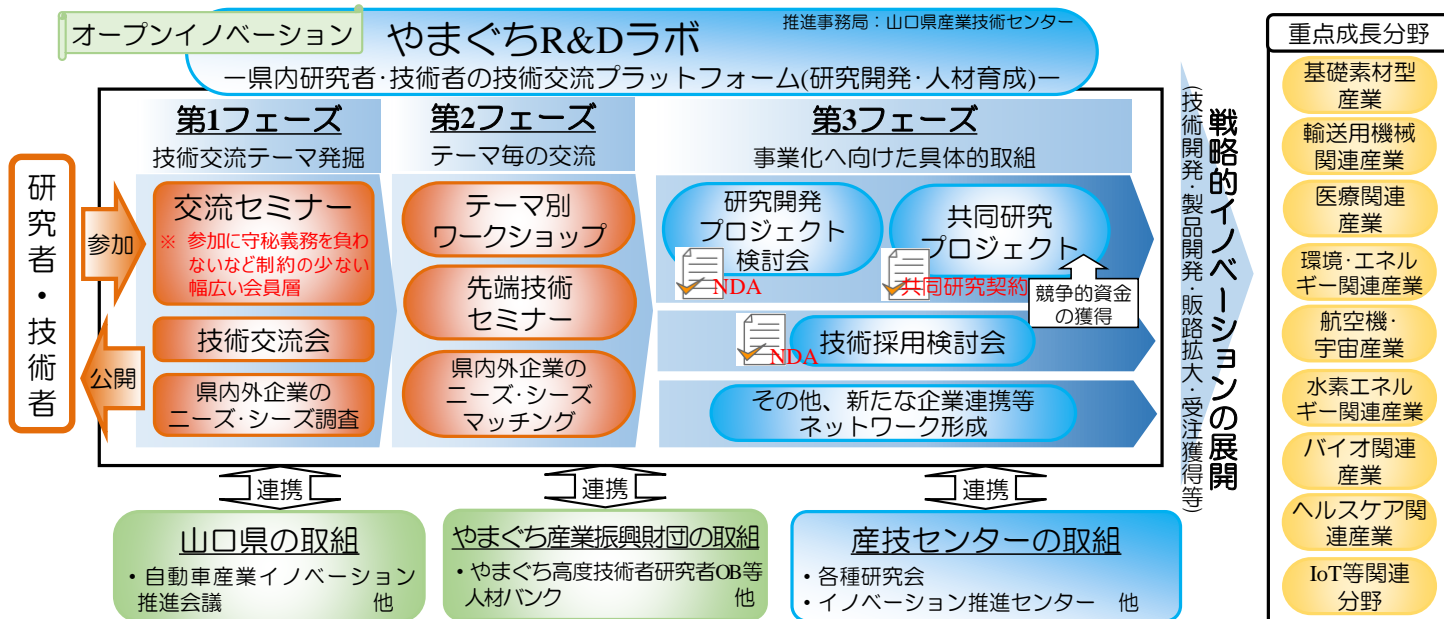 オープンイノベーション
やまぐちR&Dラボ
推進事務局：山口県産業技術センター
－県内研究者･技術者の技術交流プラットフォーム(研究開発･人材育成)－
研究者・技術者
参加
公開
第1フェーズ
技術交流テーマ発掘
交流セミナー
※ 参加に守秘義務を負わ
ないなど制約の少ない
幅広い会員層
技術交流会
県内外企業の
ニーズ･シーズ調査
第2フェーズ
テーマ毎の交流
テーマ別
ワークショップ
先端技術
セミナー
県内外企業の
ニーズ･シーズ
マッチング
第3フェーズ
事業化へ向けた具体的取組
研究開発
プロジェクト
検討会
NDA
共同研究
プロジェクト
共同研究契約
競争的資金
の獲得
NDA
技術採用検討会
その他、新たな企業連携等
ネットワーク形成
戦略的イノベーションの展開
(技術開発･製品開発･販路拡大･受注獲得等)
重点成長分野
基礎素材型
産業
輸送用機械
関連産業
医療関連
産業
環境･エネル
ギー関連産業
航空機･
宇宙産業
水素エネル
ギー関連産業
バイオ関連
産業
ヘルスケア関
連産業
IoT等関連
分野
連携
連携
連携
山口県の取組
・自動車産業イノベーション
推進会議　他
やまぐち産業振興財団の取組
・やまぐち高度技術者研究者OB等
人材バンク　他
産技センターの取組
・各種研究会
・イノベーション推進センター　他